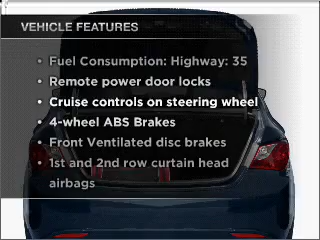 VEHICLE FEATURES
• Fuel Consumption: Highway: 35
• Remote power door locks
• Cruise controls on steering wheel
• 4-wheel ABS Brakes
• Front Ventilated disc brakes
• 1st and 2nd row curtain head
airbags